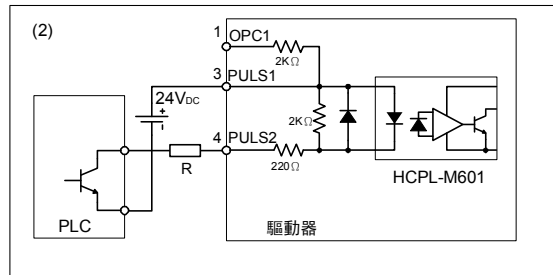 (2)
1 OPC1
2KΩ
3 PULS1
24VDC
+
-
2KΩ
4 PULS2
R
220Ω
HCPL-M601
PLC
驅動器